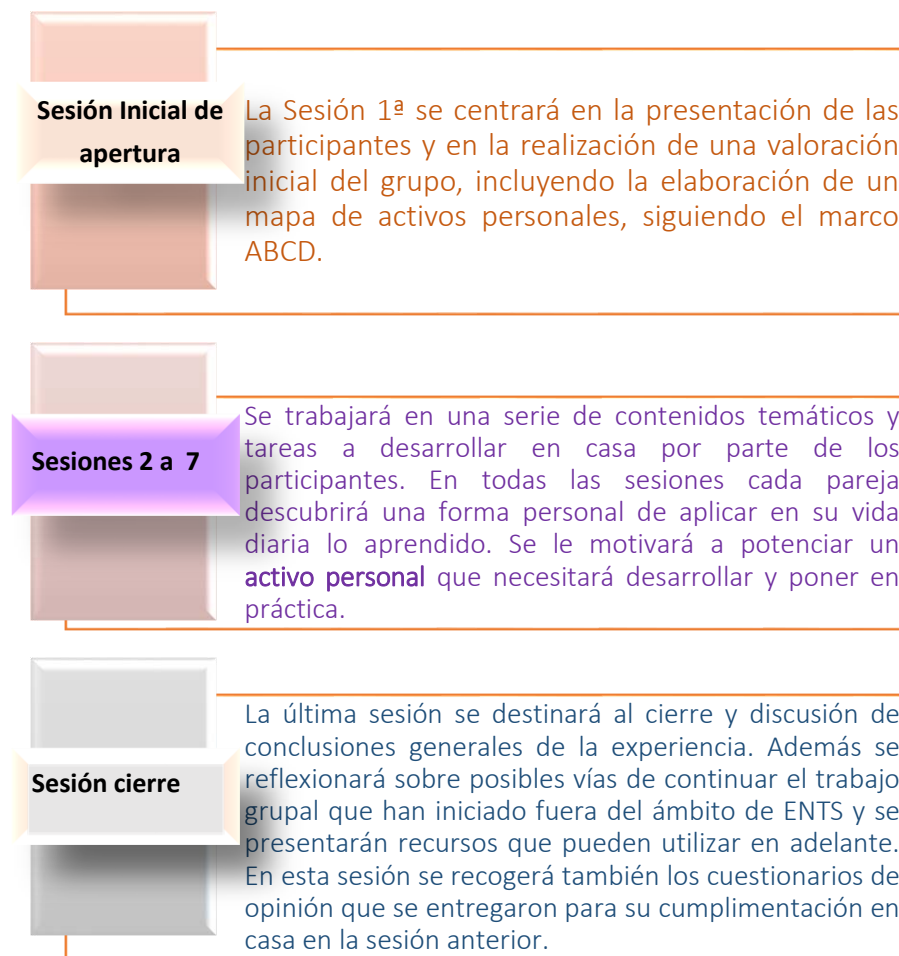 Sesión Inicial de
apertura
La Sesión 1ª se centrará en la presentación de las
participantes y en la realización de una valoración
inicial del grupo, incluyendo la elaboración de un
mapa de activos personales, siguiendo el marco
ABCD.
Sesiones 2 a 7
Se trabajará en una serie de contenidos temáticos y
tareas a desarrollar en casa por parte de los
participantes. En todas las sesiones cada pareja
descubrirá una forma personal de aplicar en su vida
diaria lo aprendido. Se le motivará a potenciar un
activo personal que necesitará desarrollar y poner en
práctica.
Sesión cierre
La última sesión se destinará al cierre y discusión de
conclusiones generales de la experiencia. Además se
reflexionará sobre posibles vías de continuar el trabajo
grupal que han iniciado fuera del ámbito de ENTS y se
presentarán recursos que pueden utilizar en adelante.
En esta sesión se recogerá también los cuestionarios de
opinión que se entregaron para su cumplimentación en
casa en la sesión anterior.